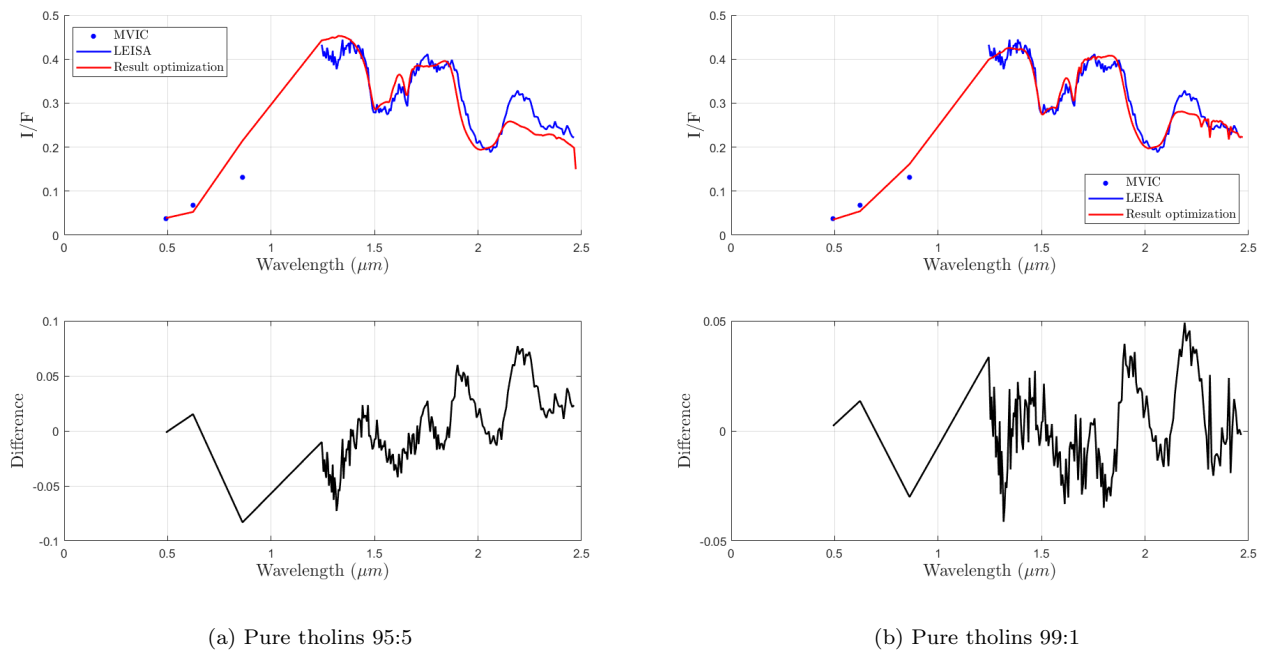 0.5
0.4
0.3
0.2
0.1
0
I/F
MVIC
LEISA
Result optimization
0 0.5 1 1.5 2 2.5
Wavelength (μm)
0.5
0.4
0.3
0.2
0.1
0
I/F
MVIC
LEISA
Result optimization
0 0.5 1 1.5 2 2.5
Wavelength (μm)
0.1
0.05
0
-0.05
-0.1
Difference
0 0.5 1 1.5 2 2.5
Wavelength (μm)
0.05
0
-0.05
Difference
0 0.5 1 1.5 2 2.5
Wavelength (μm)
(a) Pure tholins 95:5
(b) Pure tholins 99:1